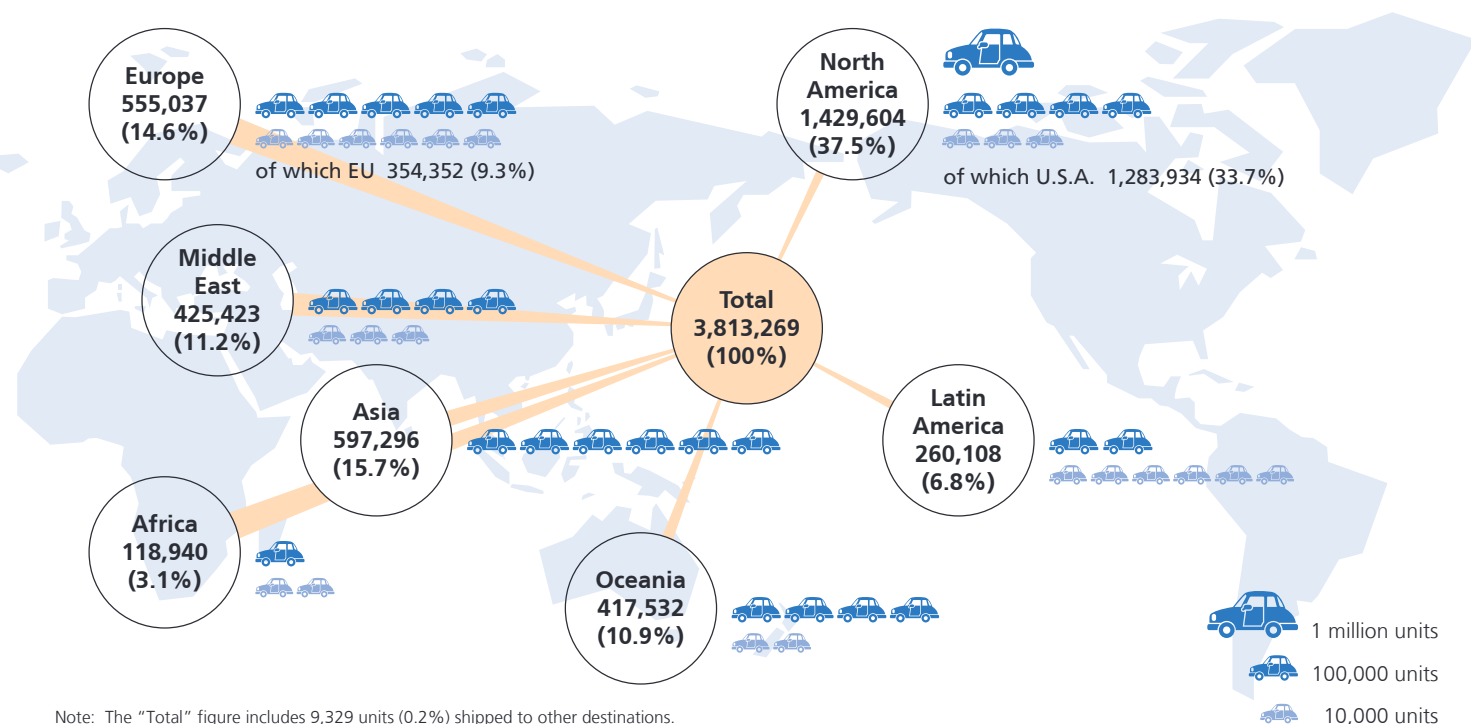 Europe
555,037
(14.6%)
of which EU 354,352 (9.3%)
North
America
1,429,604
(37.5%)
of which U.S.A. 1,283,934 (33.7%)
Middle
East
425,423
(11.2%)
Total
3,813,269
(100%)
Asia
597,296
(15.7%)
Latin
America
260,108
(6.8%)
Africa
118,940
(3.1%)
Oceania
417,532
(10.9%)
1 million units
100,000 units
10,000 units
Note: The “Total” figure includes 9,329 units (0.2%) shipped to other destinations.